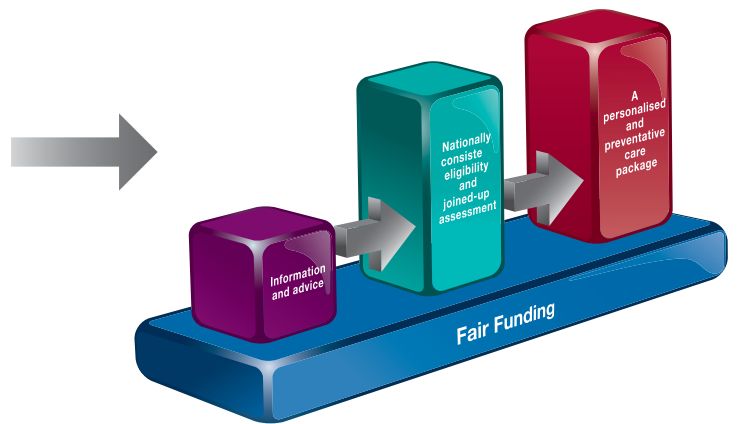 Information
and advice
Nationally
consiste
eligibility
and
joined-up
assessment
A
personalised
and
preventative
care
package
Fair Funding